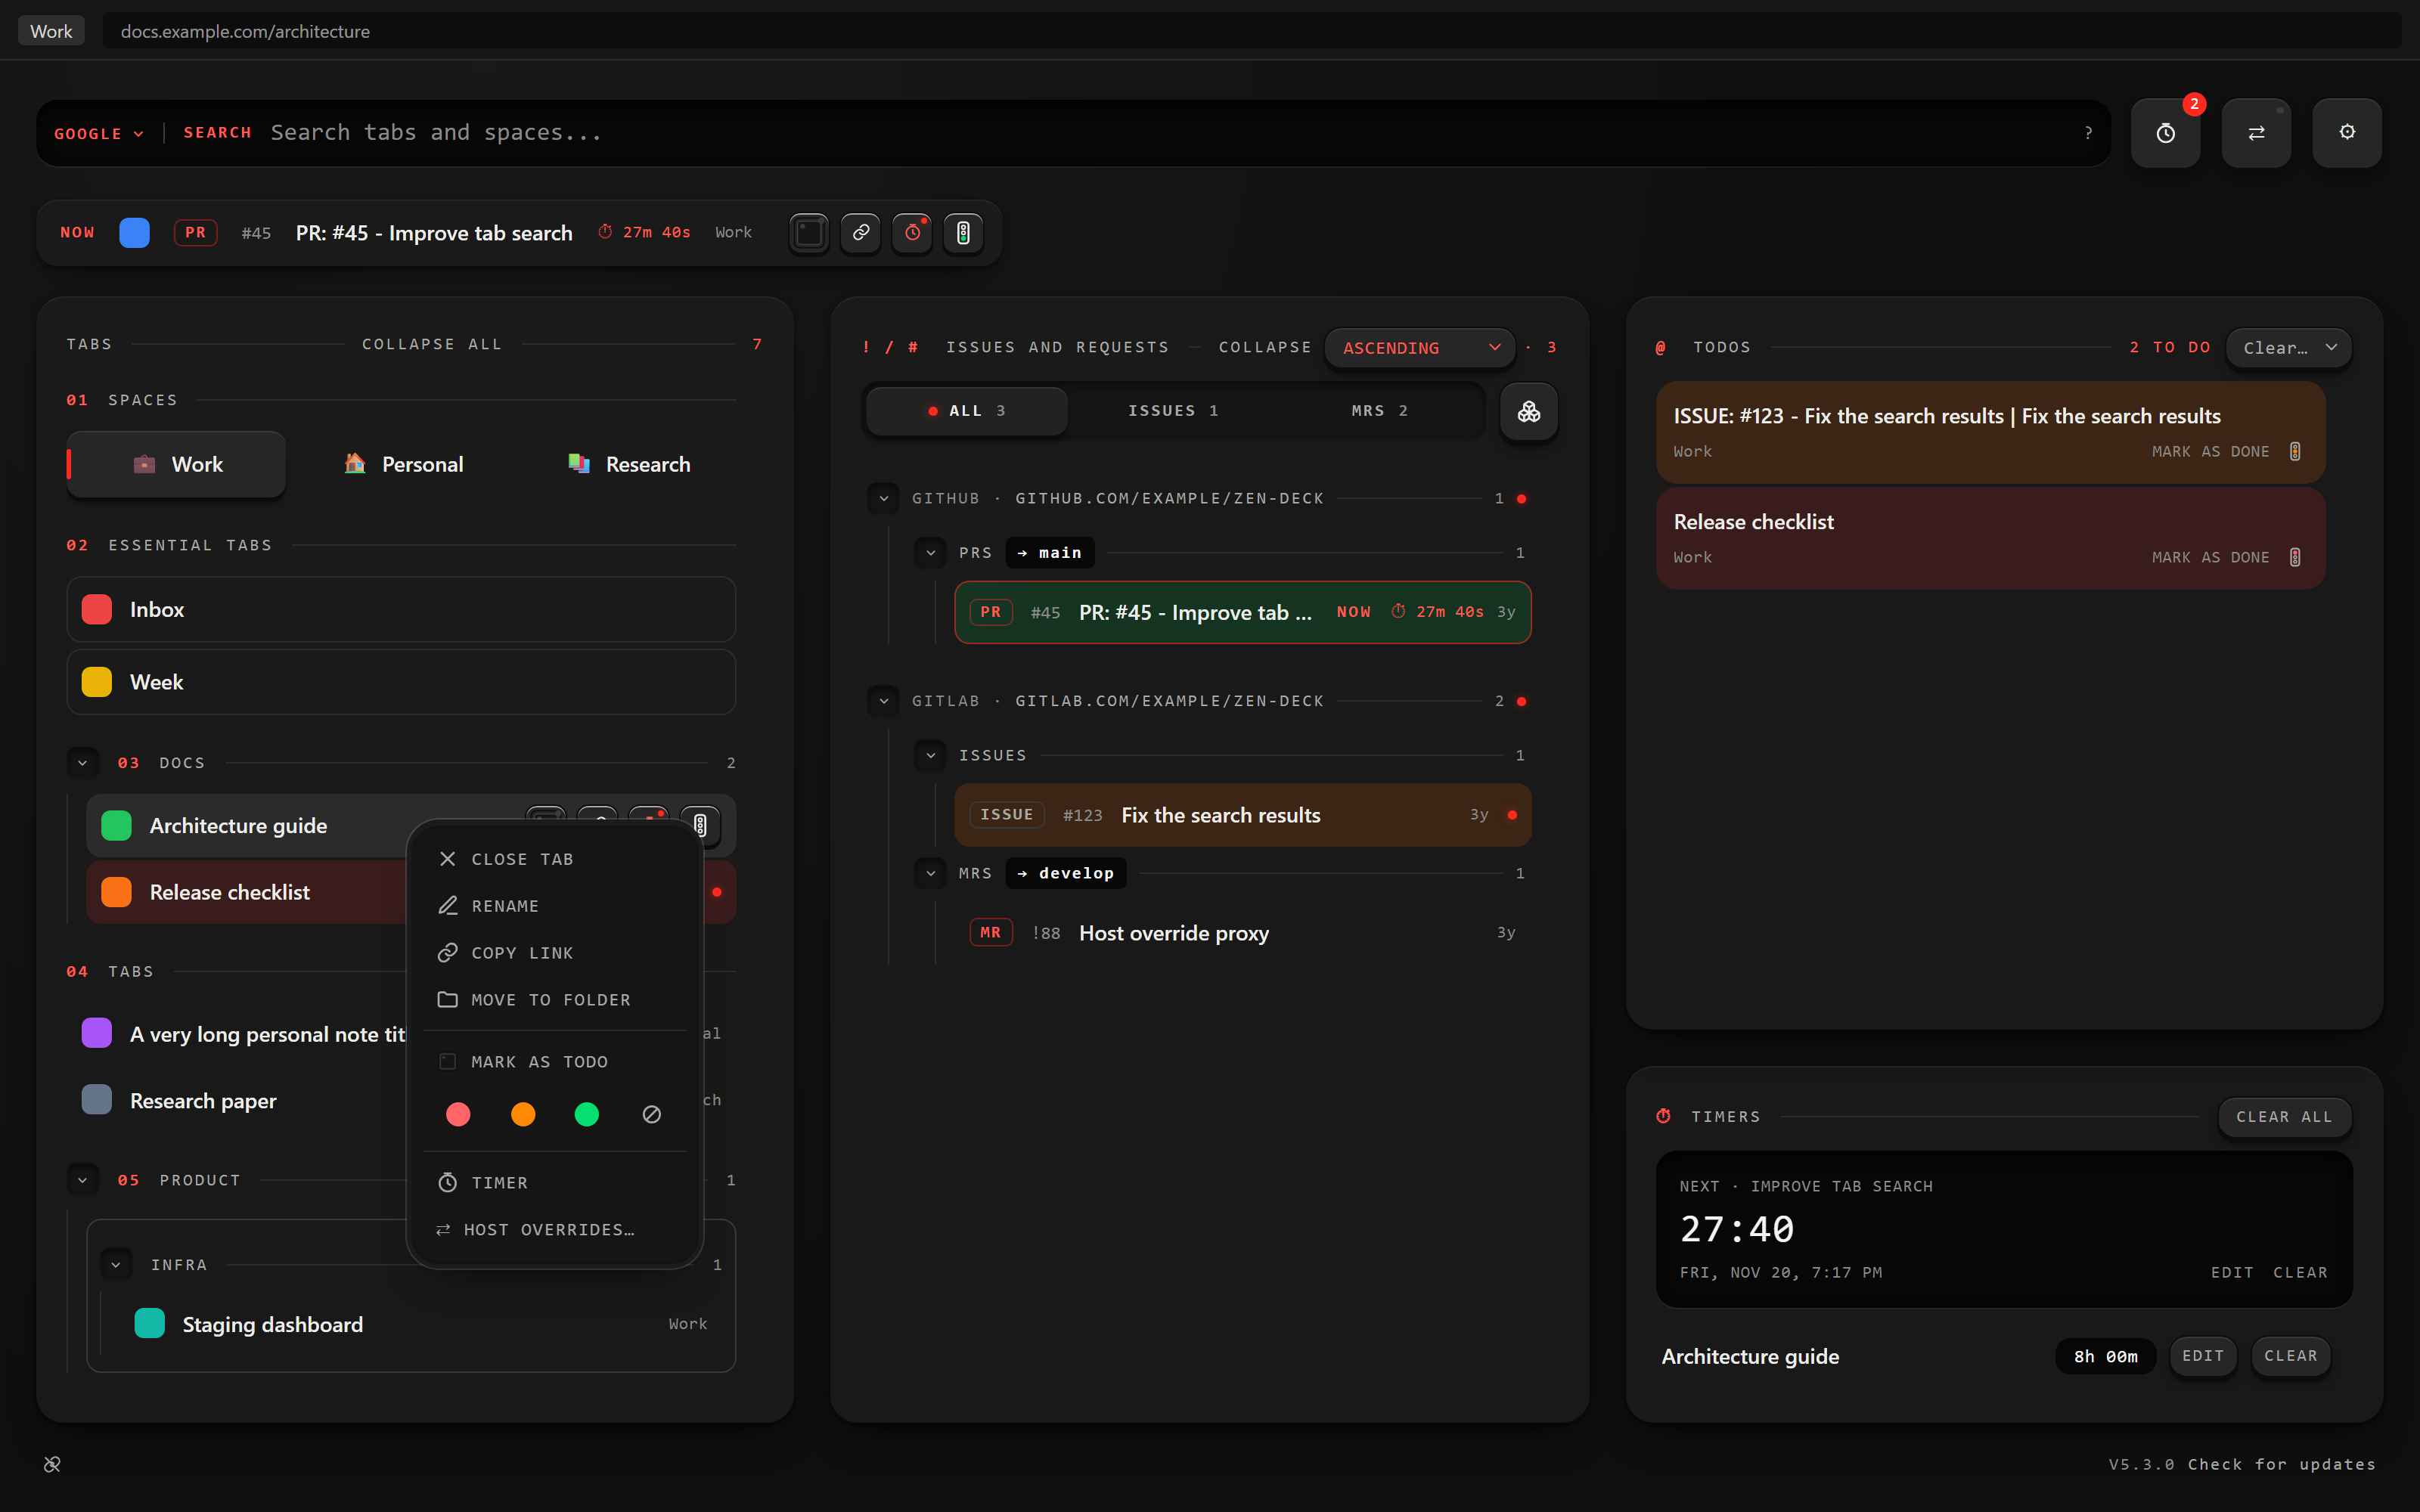 Work docs.example.com/architecture
GOOGLE SEARCH Search tabs and spaces... ? 2
NOW PR #45 PR: #45 - Improve tab search 27m 40s Work
TABS COLLAPSE ALL 7
01 SPACES
Work Personal Research
02 ESSENTIAL TABS
Inbox
Week
03 DOCS 2
Architecture guide
Release checklist
04 TABS
A very long personal note tit al
Research paper ch
05 PRODUCT 1
INFRA 1
Staging dashboard Work
CLOSE TAB
RENAME
COPY LINK
MOVE TO FOLDER
MARK AS TODO
TIMER
HOST OVERRIDES…
! / # ISSUES AND REQUESTS COLLAPSE ASCENDING · 3
ALL 3 ISSUES 1 MRS 2
GITHUB · GITHUB.COM/EXAMPLE/ZEN-DECK 1
PRS → main 1
PR #45 PR: #45 - Improve tab ... NOW 27m 40s 3y
GITLAB · GITLAB.COM/EXAMPLE/ZEN-DECK 2
ISSUES 1
ISSUE #123 Fix the search results 3y
MRS → develop 1
MR !88 Host override proxy 3y
@ TODOS 2 TO DO Clear…
ISSUE: #123 - Fix the search results | Fix the search results
Work MARK AS DONE
Release checklist
Work MARK AS DONE
TIMERS CLEAR ALL
NEXT · IMPROVE TAB SEARCH
27:40
FRI, NOV 20, 7:17 PM EDIT CLEAR
Architecture guide 8h 00m EDIT CLEAR
V5.3.0 Check for updates